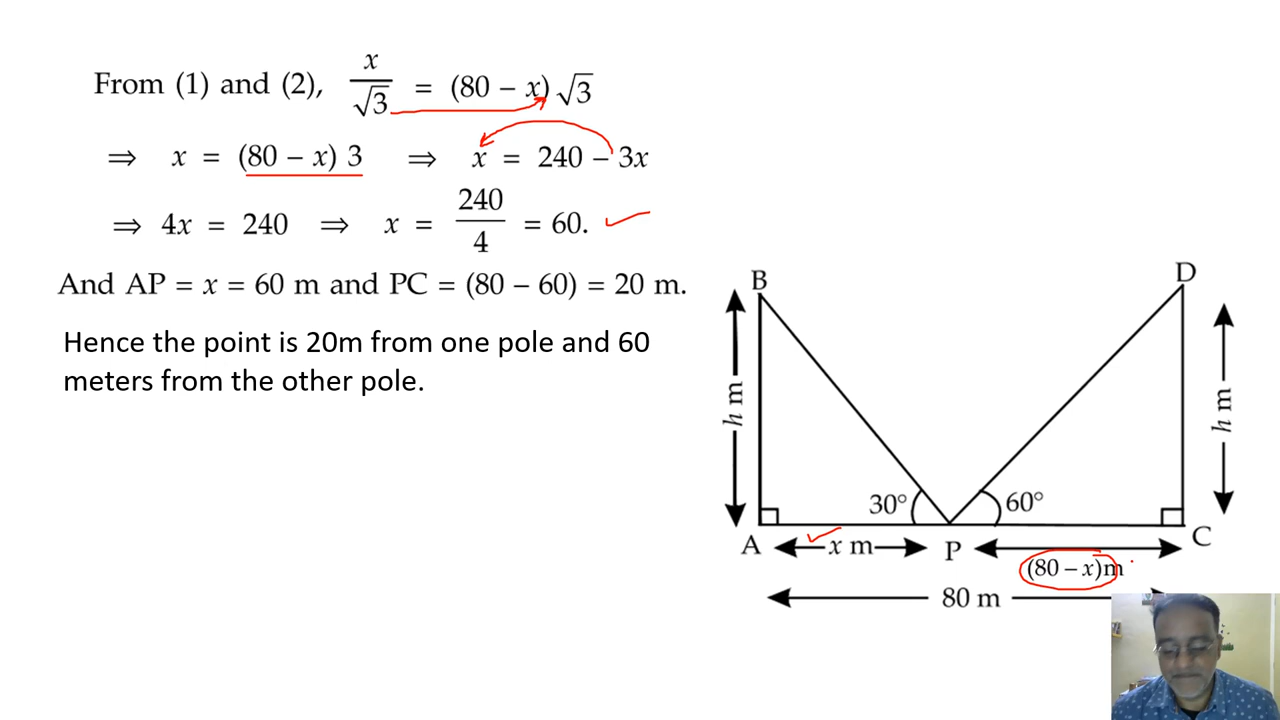 From (1) and (2), x/√3 = (80 – x) √3
⇒ x = (80 – x) 3 ⇒ x = 240 – 3x
⇒ 4x = 240 ⇒ x = 240/4 = 60.
And AP = x = 60 m and PC = (80 – 60) = 20 m.
Hence the point is 20m from one pole and 60
meters from the other pole.
B
D
h m
h m
30°
60°
A
x m
P
C
(80 – x)m
80 m